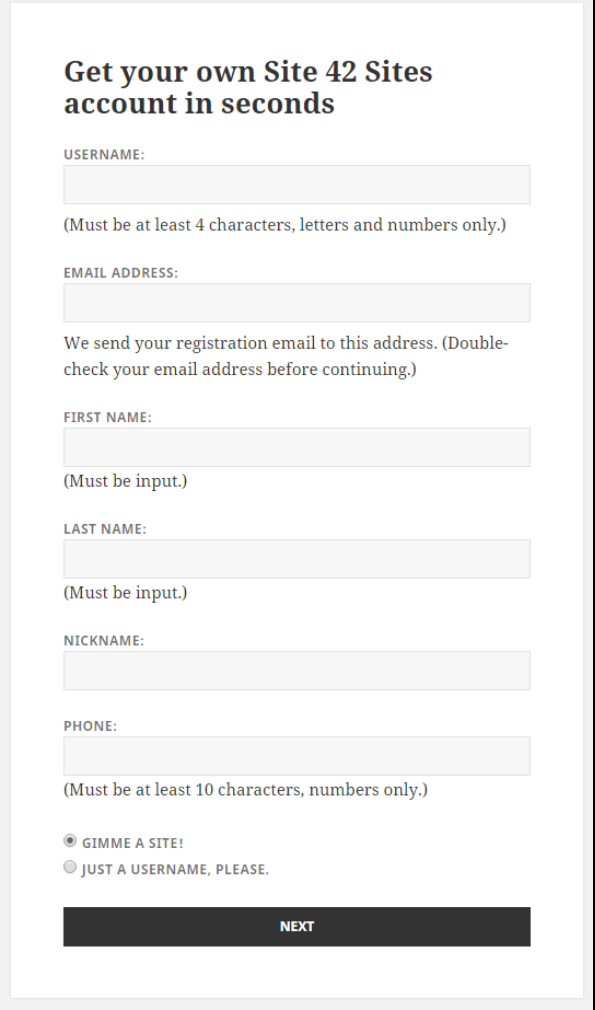 Get your own Site 42 Sites
account in seconds
USERNAME:
(Must be at least 4 characters, letters and numbers only.)
EMAIL ADDRESS:
We send your registration email to this address. (Double-
check your email address before continuing.)
FIRST NAME:
(Must be input.)
LAST NAME:
(Must be input.)
NICKNAME:
PHONE:
(Must be at least 10 characters, numbers only.)
GIMME A SITE!
JUST A USERNAME, PLEASE.
NEXT